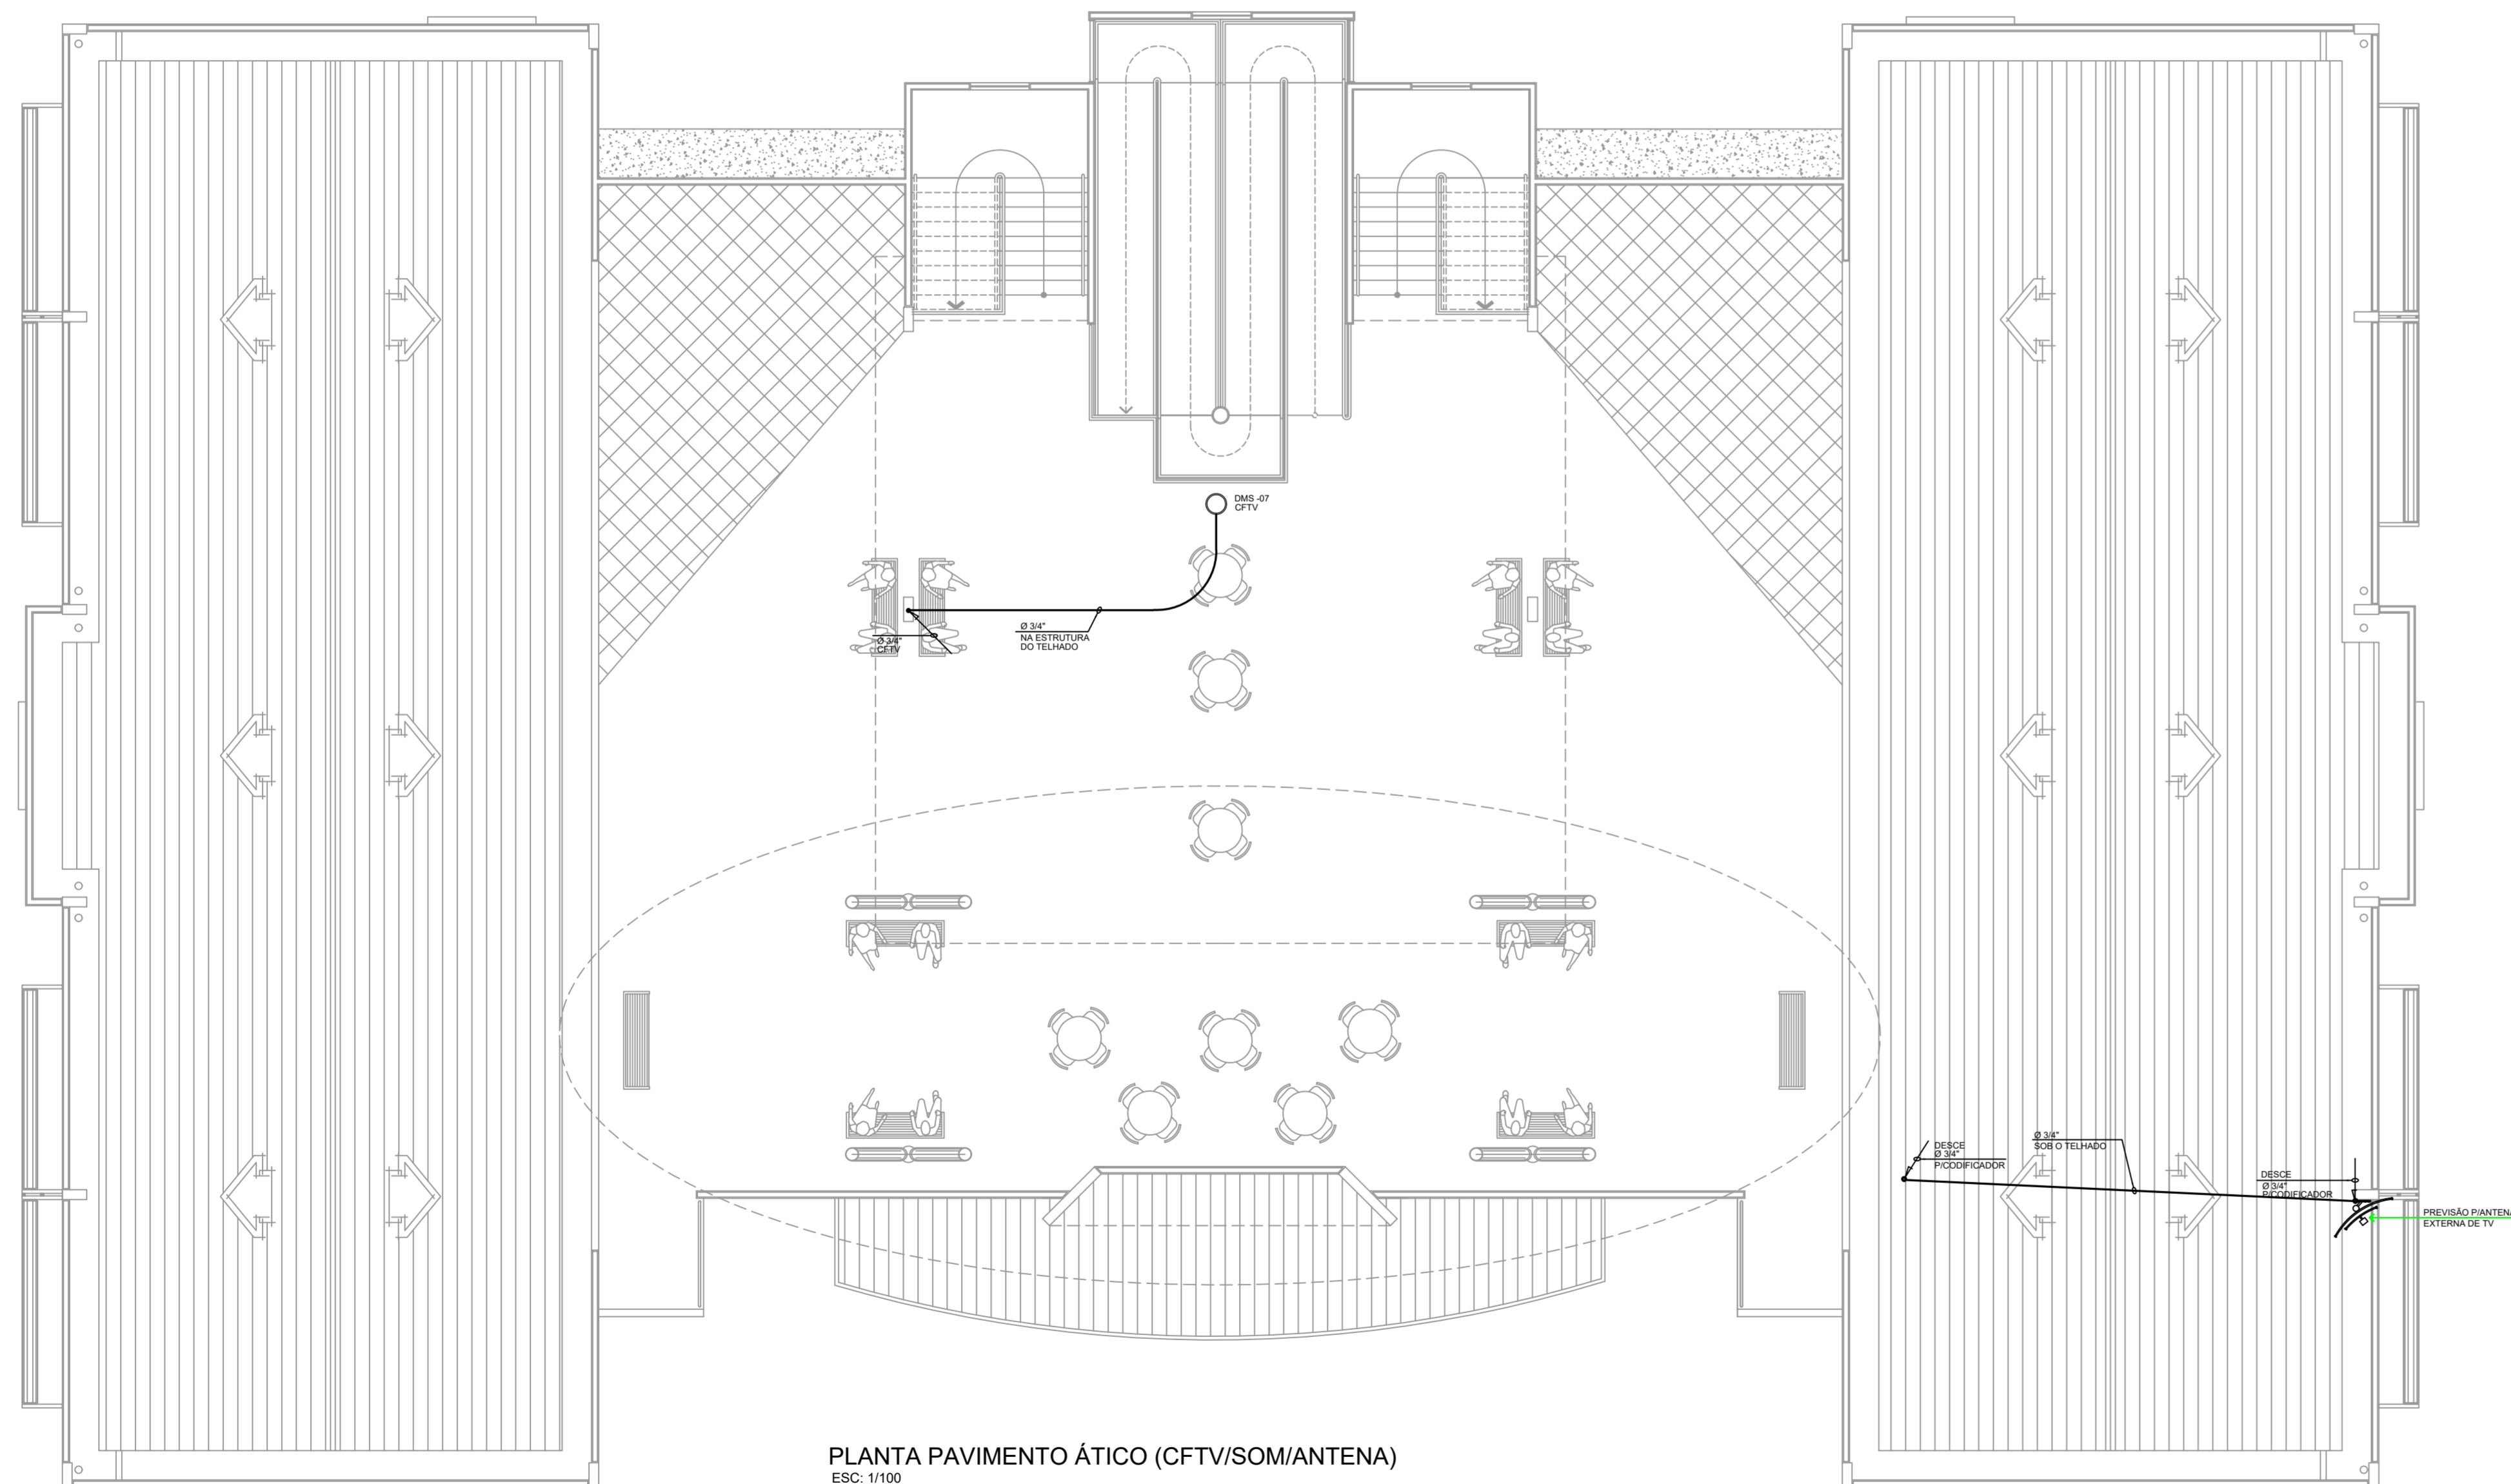 DMS -07
CFTV
Ø 3/4"
CFTV
Ø 3/4"
NA ESTRUTURA
DO TELHADO
DESCE
Ø 3/4"
P/CODIFICADOR
Ø 3/4"
SOB O TELHADO
DESCE
Ø 3/4"
P/CODIFICADOR
PREVISÃO P/ANTENA
EXTERNA DE TV
PLANTA PAVIMENTO ÁTICO (CFTV/SOM/ANTENA)
ESC: 1/100